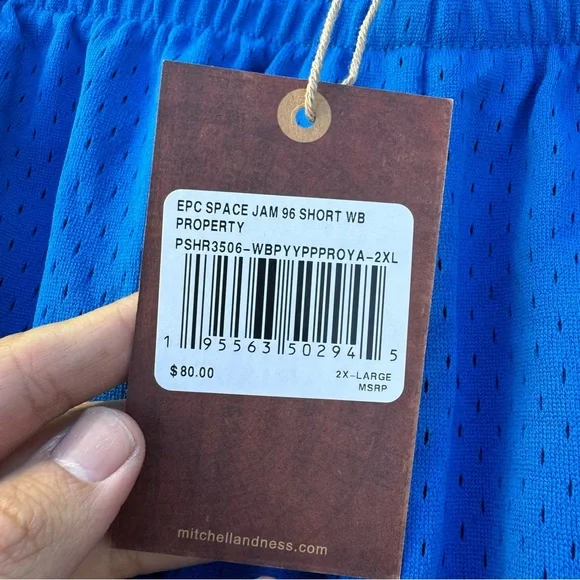 EPC SPACE JAM 96 SHORT WB
PROPERTY
PSHR3506-WBPYYPPPROYA-2XL
1 95563 50294 5
$80.00
2X-LARGE
MSRP
mitchellandness.com